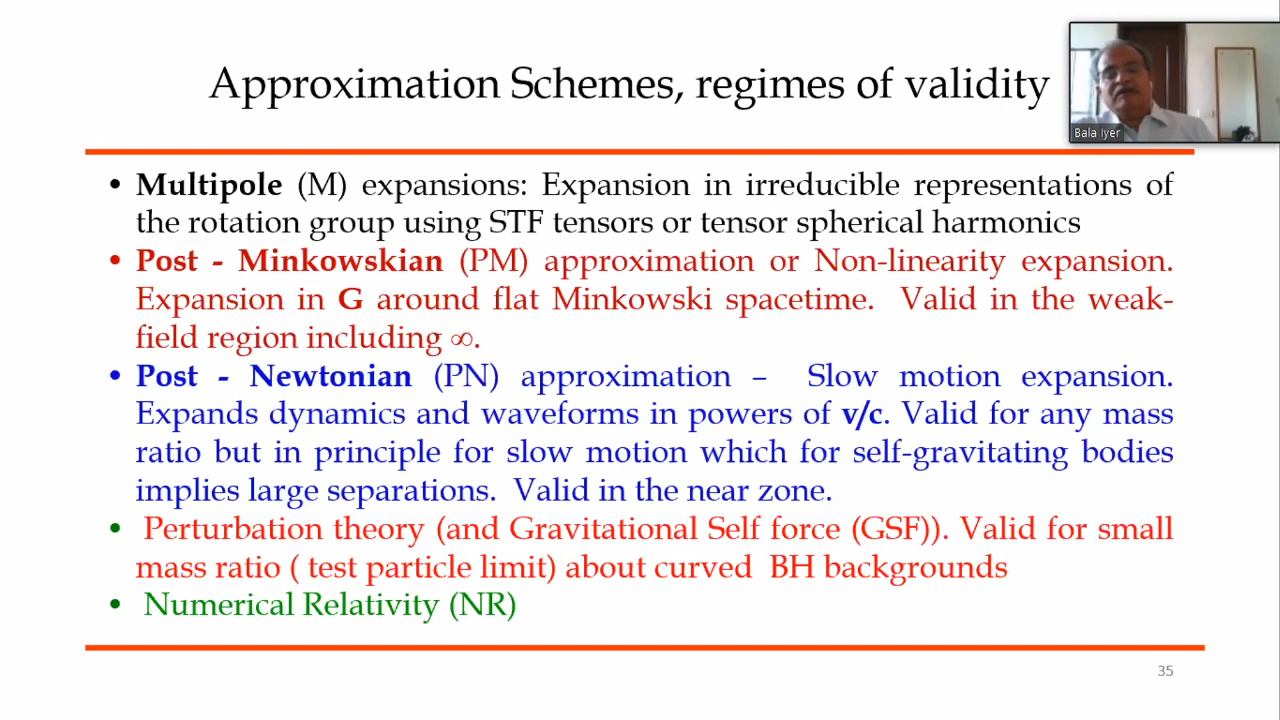 Approximation Schemes, regimes of validity
Bala Iyer
• Multipole (M) expansions: Expansion in irreducible representations of
the rotation group using STF tensors or tensor spherical harmonics
• Post - Minkowskian (PM) approximation or Non-linearity expansion.
Expansion in G around flat Minkowski spacetime. Valid in the weak-
field region including ∞.
• Post - Newtonian (PN) approximation – Slow motion expansion.
Expands dynamics and waveforms in powers of v/c. Valid for any mass
ratio but in principle for slow motion which for self-gravitating bodies
implies large separations. Valid in the near zone.
• Perturbation theory (and Gravitational Self force (GSF)). Valid for small
mass ratio ( test particle limit) about curved BH backgrounds
• Numerical Relativity (NR)
35